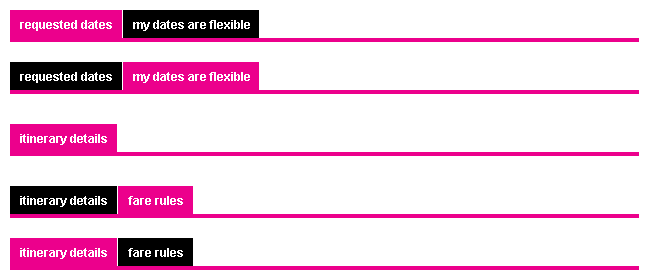 requested dates my dates are flexible
requested dates my dates are flexible
itinerary details
itinerary details fare rules
itinerary details fare rules